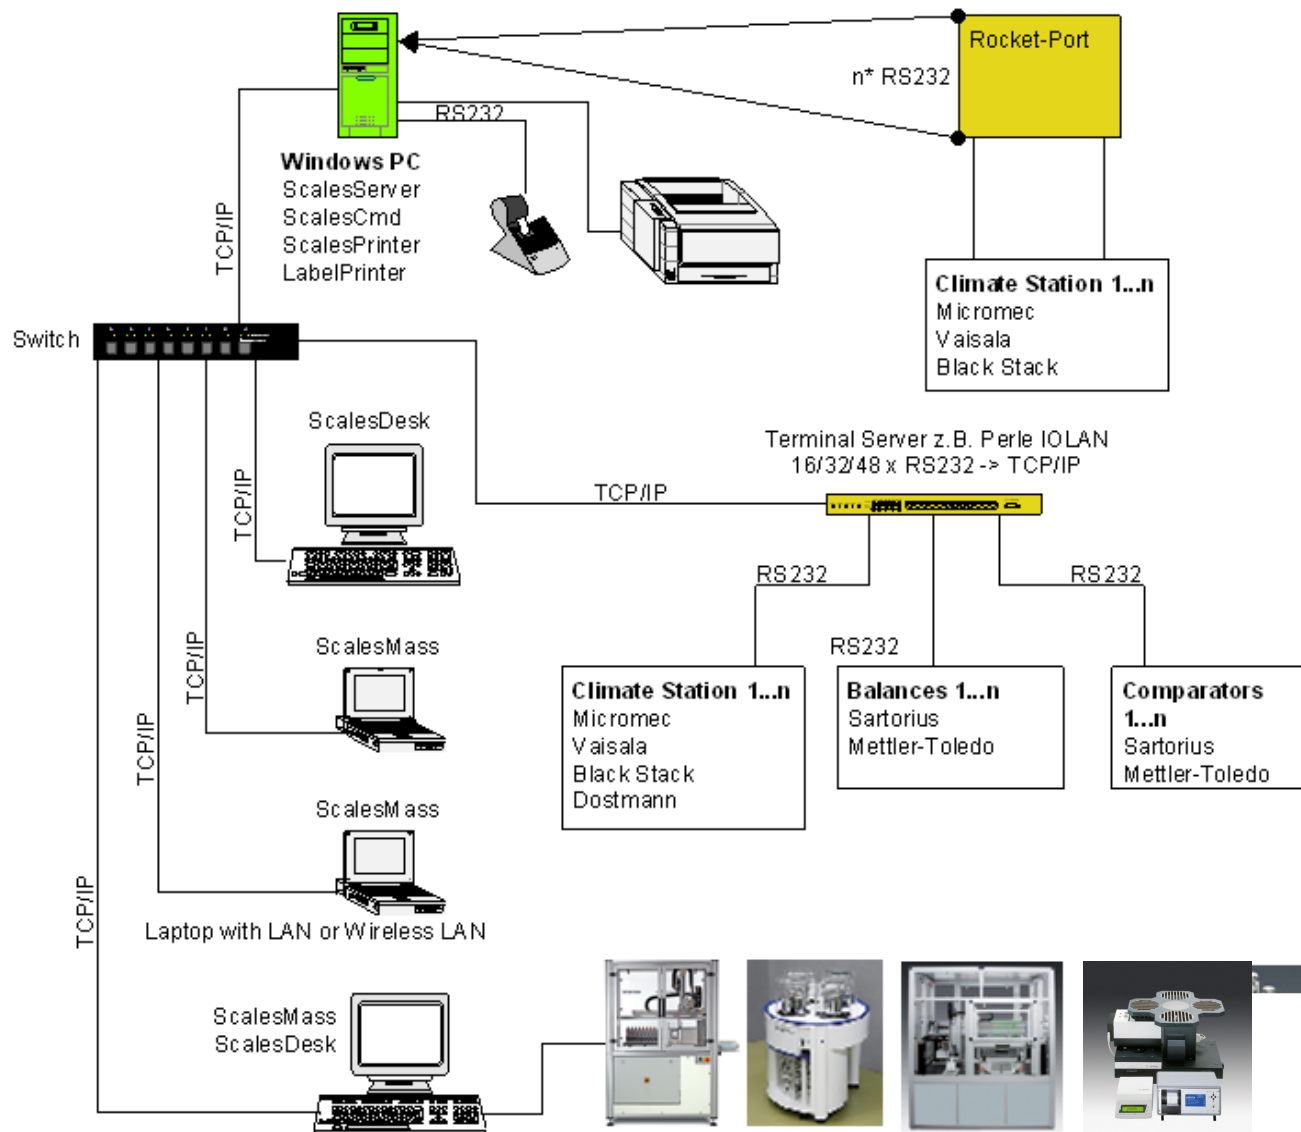 Rocket-Port
n* RS232
RS232
Windows PC
ScalesServer
ScalesCmd
ScalesPrinter
LabelPrinter
TCP/IP
Climate Station 1...n
Micromec
Vaisala
Black Stack
Switch
ScalesDesk
TCP/IP
Terminal Server z.B. Perle IOLAN
16/32/48 x RS232 -> TCP/IP
TCP/IP
RS232
RS232
RS232
Climate Station 1...n
Micromec
Vaisala
Black Stack
Dostmann
Balances 1...n
Sartorius
Mettler-Toledo
Comparators
1...n
Sartorius
Mettler-Toledo
ScalesMass
TCP/IP
ScalesMass
TCP/IP
Laptop with LAN or Wireless LAN
TCP/IP
ScalesMass
ScalesDesk